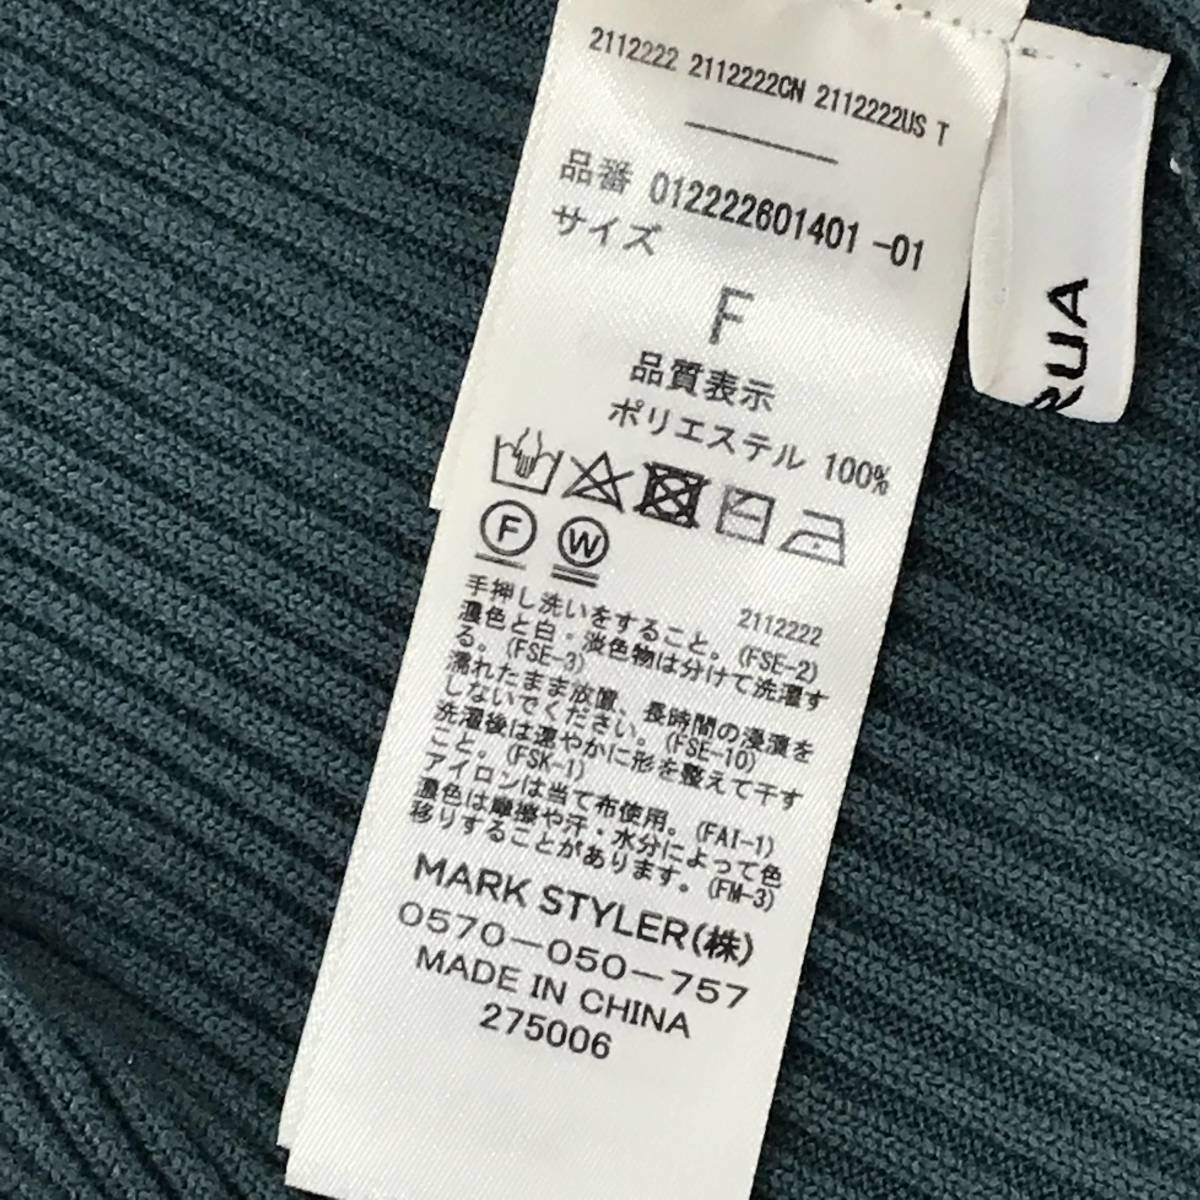 2112222 2112222CN 2112222US T
品番 012222601401 -01
サイズ
F
品質表示
ポリエステル 100%
F W
2112222
手押し洗いをすること。(FSE-2)
濃色と白・淡色物は分けて洗濯す
る。(FSE-3)
濡れたまま放置、長時間の浸漬を
しないでください。(FSE-10)
洗濯後は速やかに形を整えて干す
こと。(FSK-1)
アイロンは当て布使用。(FAI-1)
濃色は摩擦や汗・水分によって色
移りすることがあります。(FM-3)
MARK STYLER(株)
0570-050-757
MADE IN CHINA
275006
RUA